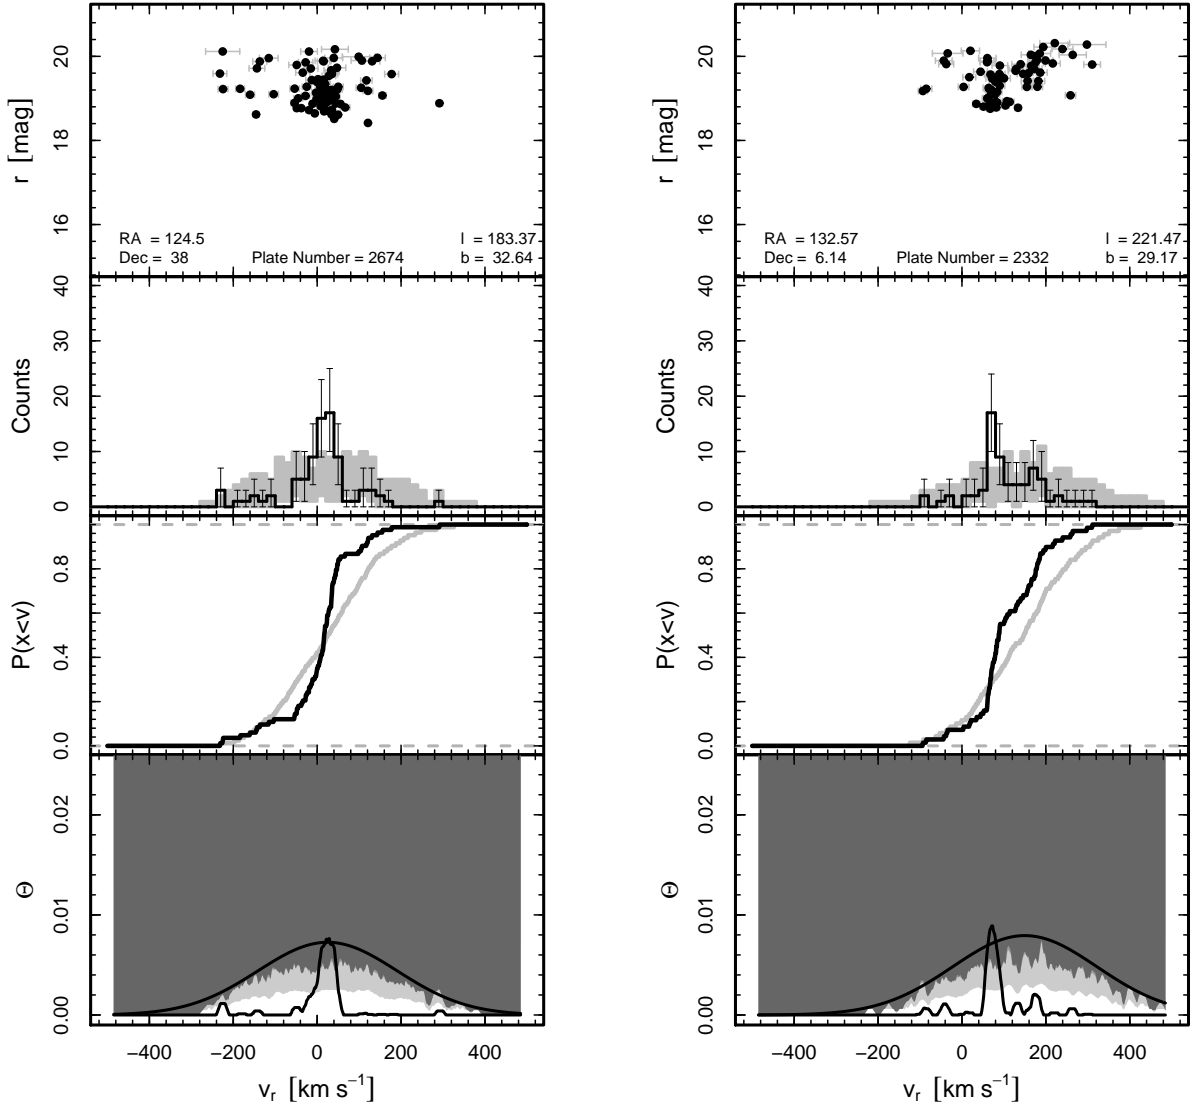 r [mag]
16
18
20
RA = 124.5
Dec = 38
Plate Number = 2674
l = 183.37
b = 32.64
Counts
0
10
20
30
40
P(x<v)
0.0
0.4
0.8
Θ
0.00
0.01
0.02
−400 −200 0 200 400
vr [km s−1]
r [mag]
16
18
20
RA = 132.57
Dec = 6.14
Plate Number = 2332
l = 221.47
b = 29.17
Counts
0
10
20
30
40
P(x<v)
0.0
0.4
0.8
Θ
0.00
0.01
0.02
−400 −200 0 200 400
vr [km s−1]